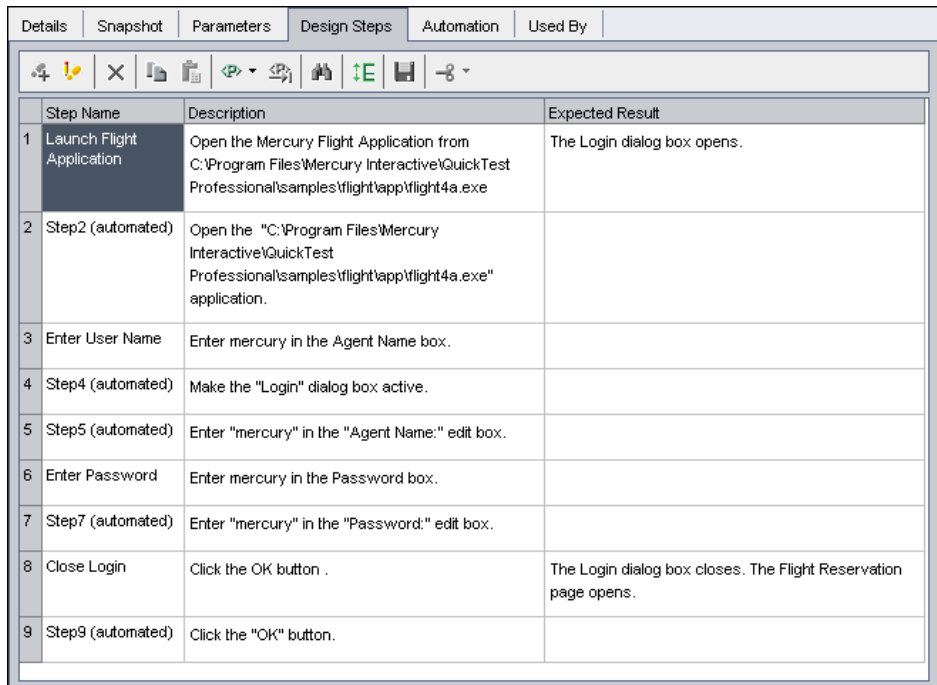 Details Snapshot Parameters Design Steps Automation Used By
Step Name Description Expected Result
1 Launch Flight Open the Mercury Flight Application from The Login dialog box opens.
Application C:\Program Files\Mercury Interactive\QuickTest
Professional\samples\flight\app\flight4a.exe
2 Step2 (automated) Open the "C:\Program Files\Mercury
Interactive\QuickTest
Professional\samples\flight\app\flight4a.exe"
application.
3 Enter User Name Enter mercury in the Agent Name box.
4 Step4 (automated) Make the "Login" dialog box active.
5 Step5 (automated) Enter "mercury" in the "Agent Name:" edit box.
6 Enter Password Enter mercury in the Password box.
7 Step7 (automated) Enter "mercury" in the "Password:" edit box.
8 Close Login Click the OK button . The Login dialog box closes. The Flight Reservation
page opens.
9 Step9 (automated) Click the "OK" button.